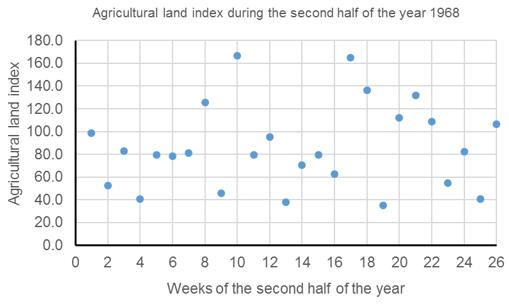 Agricultural land index during the second half of the year 1968
180.0
160.0
140.0
120.0
100.0
80.0
60.0
40.0
20.0
0.0
Agricultural land index
0 2 4 6 8 10 12 14 16 18 20 22 24 26
Weeks of the second half of the year